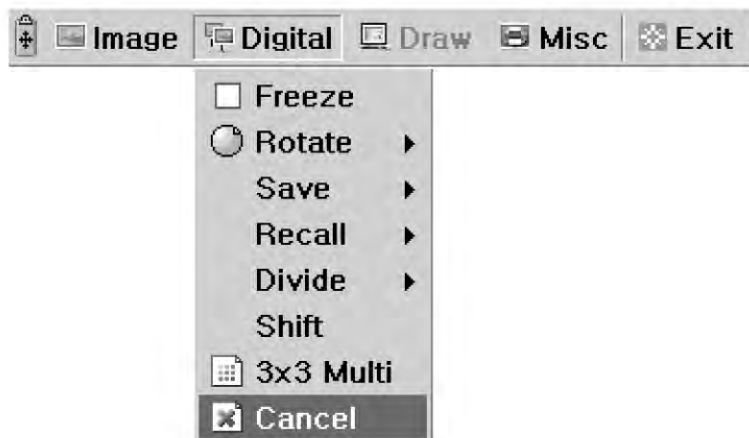 Image Digital Draw Misc Exit
Freeze
Rotate
Save
Recall
Divide
Shift
3x3 Multi
Cancel